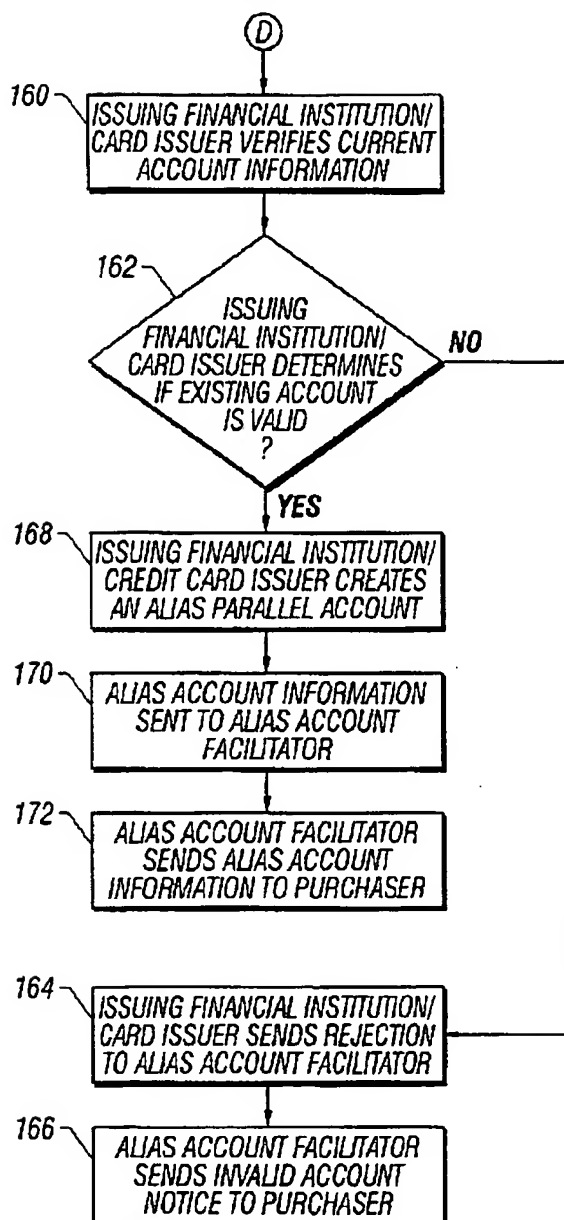 D
160
ISSUING FINANCIAL INSTITUTION/
CARD ISSUER VERIFIES CURRENT
ACCOUNT INFORMATION
162
ISSUING
FINANCIAL INSTITUTION/
CARD ISSUER DETERMINES
IF EXISTING ACCOUNT
IS VALID
?
NO
YES
168
ISSUING FINANCIAL INSTITUTION/
CREDIT CARD ISSUER CREATES
AN ALIAS PARALLEL ACCOUNT
170
ALIAS ACCOUNT INFORMATION
SENT TO ALIAS ACCOUNT
FACILITATOR
172
ALIAS ACCOUNT FACILITATOR
SENDS ALIAS ACCOUNT
INFORMATION TO PURCHASER
164
ISSUING FINANCIAL INSTITUTION/
CARD ISSUER SENDS REJECTION
TO ALIAS ACCOUNT FACILITATOR
166
ALIAS ACCOUNT FACILITATOR
SENDS INVALID ACCOUNT
NOTICE TO PURCHASER